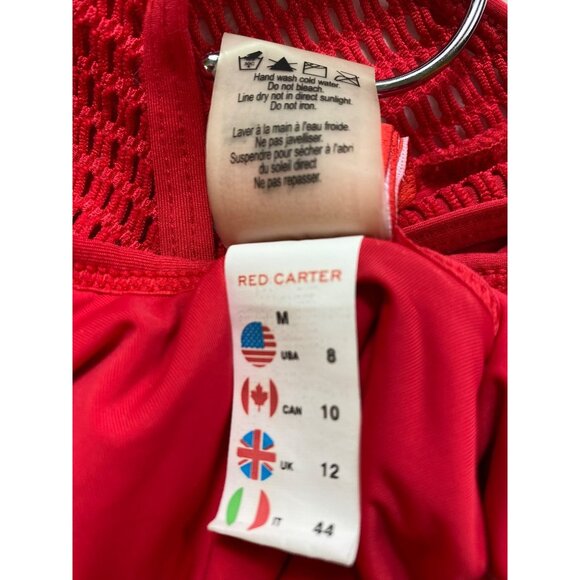 Hand wash cold water.
Do not bleach.
Line dry not in direct sunlight.
Do not iron.
Laver à la main à l'eau froide.
Ne pas javelliser.
Suspendre pour sécher à l'abri
du soleil direct
Ne pas repasser.
RED CARTER
M
USA 8
CAN 10
UK 12
IT 44